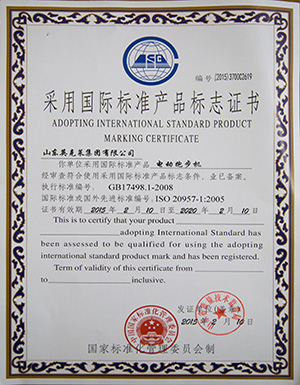 编号:(2015)370002619
采用国际标准产品标志证书
ADOPTING INTERNATIONAL STANDARD PRODUCT
MARKING CERTIFICATE
山东英克莱集团有限公司
你单位采用国际标准产品 电动跑步机
经审查符合使用采用国际标准产品标志条件,业已备案。
执行标准编号: GB17498.1-2008
国际标准或国外先进标准编号: ISO 20957-1:2005
证书有效期 2015 年 2 月 10 日至 2020 年 2 月 10 日
This is to certify that your product
adopting International Standard has
been assessed to be qualified for using the adopting
international standard product mark and has been registered.
Term of validity of this certificate from
to inclusive.
发证单位(章)
2015 年 2 月 10 日
国家标准化管理委员会制